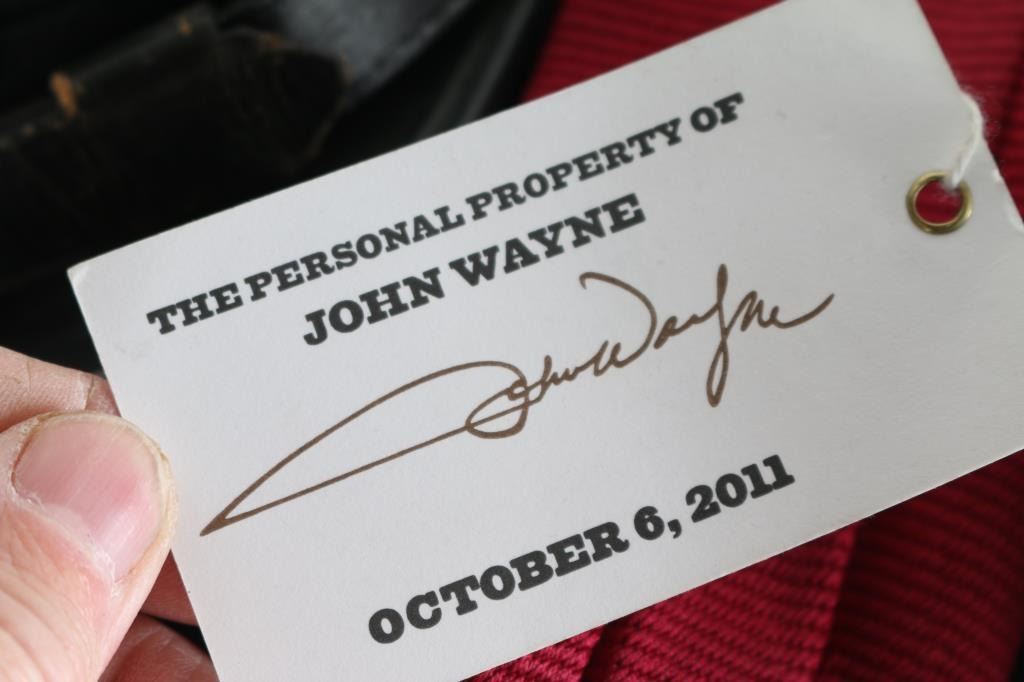 THE PERSONAL PROPERTY OF
JOHN WAYNE
John Wayne
OCTOBER 6, 2011